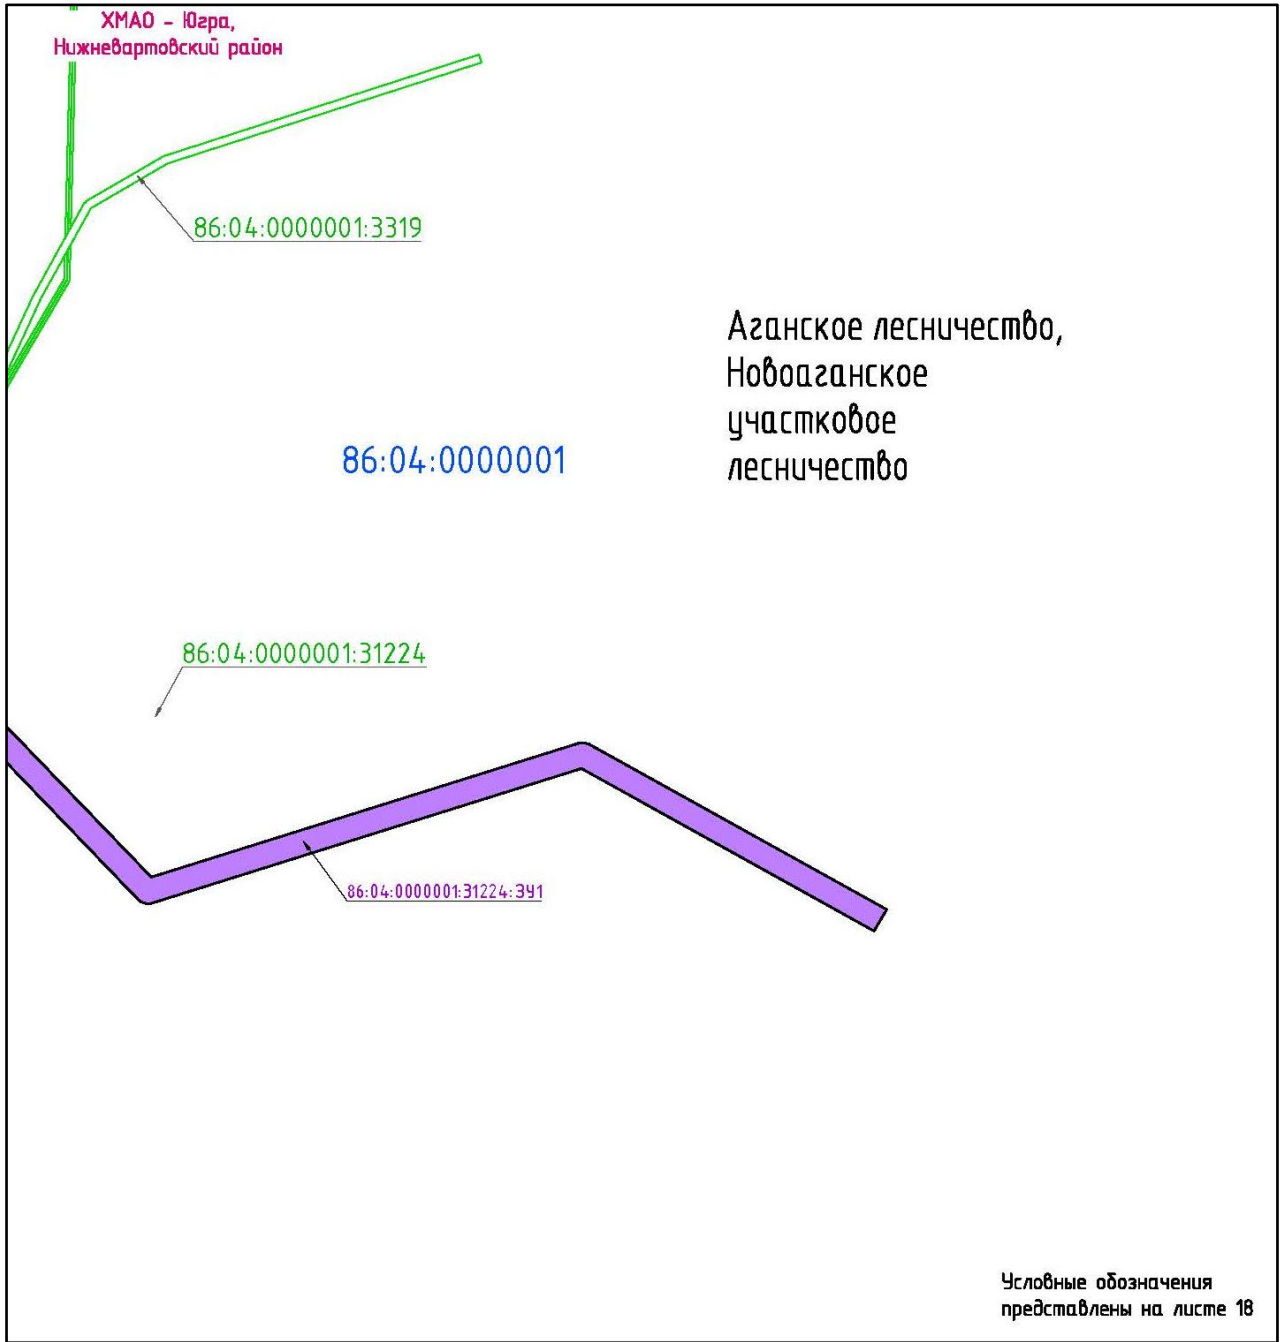 ХМАО - Югра,
Нижневартовский район
86:04:0000001:3319
Аганское лесничество,
Новоаганское
участковое
лесничество
86:04:0000001
86:04:0000001:31224
86:04:0000001:31224:ЗУ1
Условные обозначения
представлены на листе 18